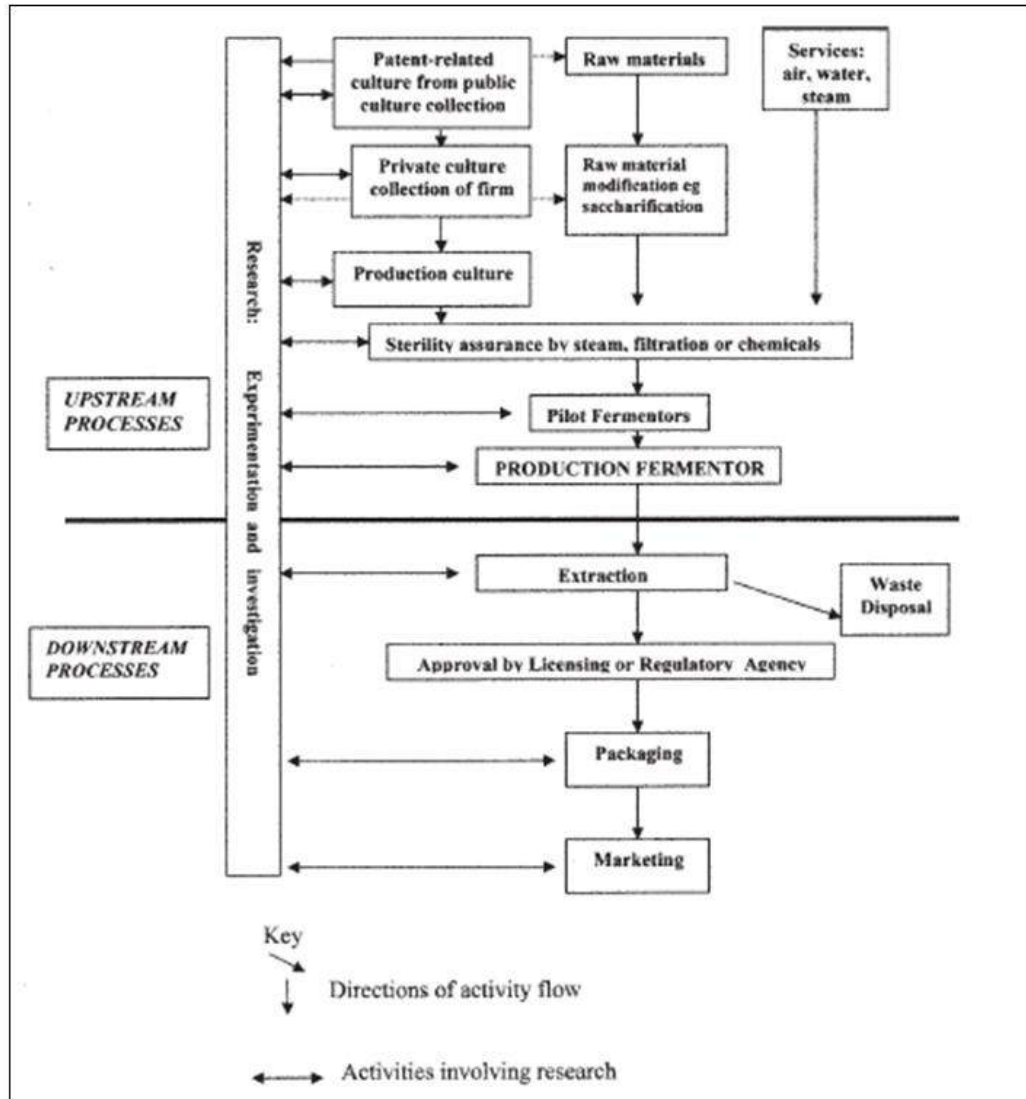 Patent-related
culture from public
culture collection
Raw materials
Services:
air, water,
steam
Private culture
collection of firm
Raw material
modification eg
saccharification
Production culture
Research: Experimentation and investigation
Sterility assurance by steam, filtration or chemicals
UPSTREAM
PROCESSES
Pilot Fermentors
PRODUCTION FERMENTOR
Extraction
Waste
Disposal
DOWNSTREAM
PROCESSES
Approval by Licensing or Regulatory Agency
Packaging
Marketing
Key
Directions of activity flow
Activities involving research